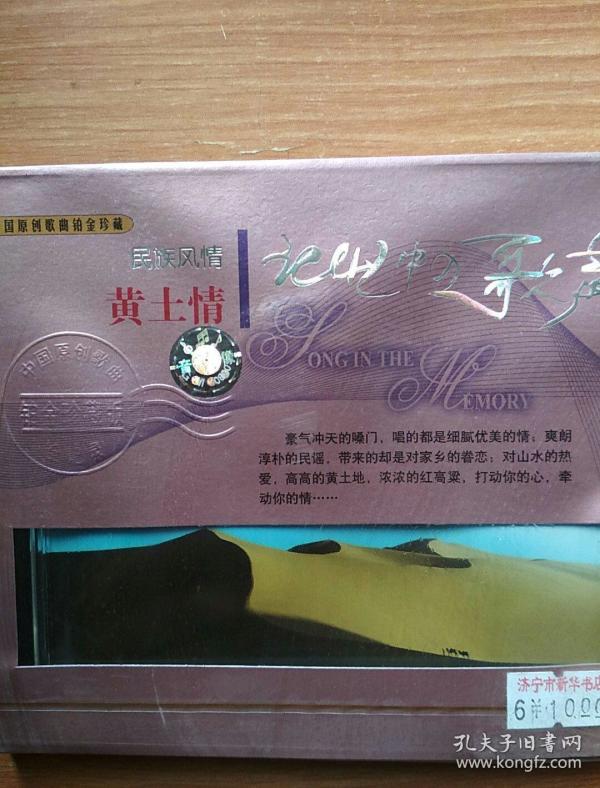 国原创歌曲铂金珍藏
民族风情
黄土情
记忆中的歌声
SONG IN THE
MEMORY
中国原创歌曲
豪气冲天的嗓门，唱的都是细腻优美的情；爽朗
淳朴的民谣，带来的却是对家乡的眷恋；对山水的热
爱，高高的黄土地，浓浓的红高粱，打动你的心，牵
动你的情……
济宁市新华书店
10.00
孔夫子旧书网
www.kongfz.com